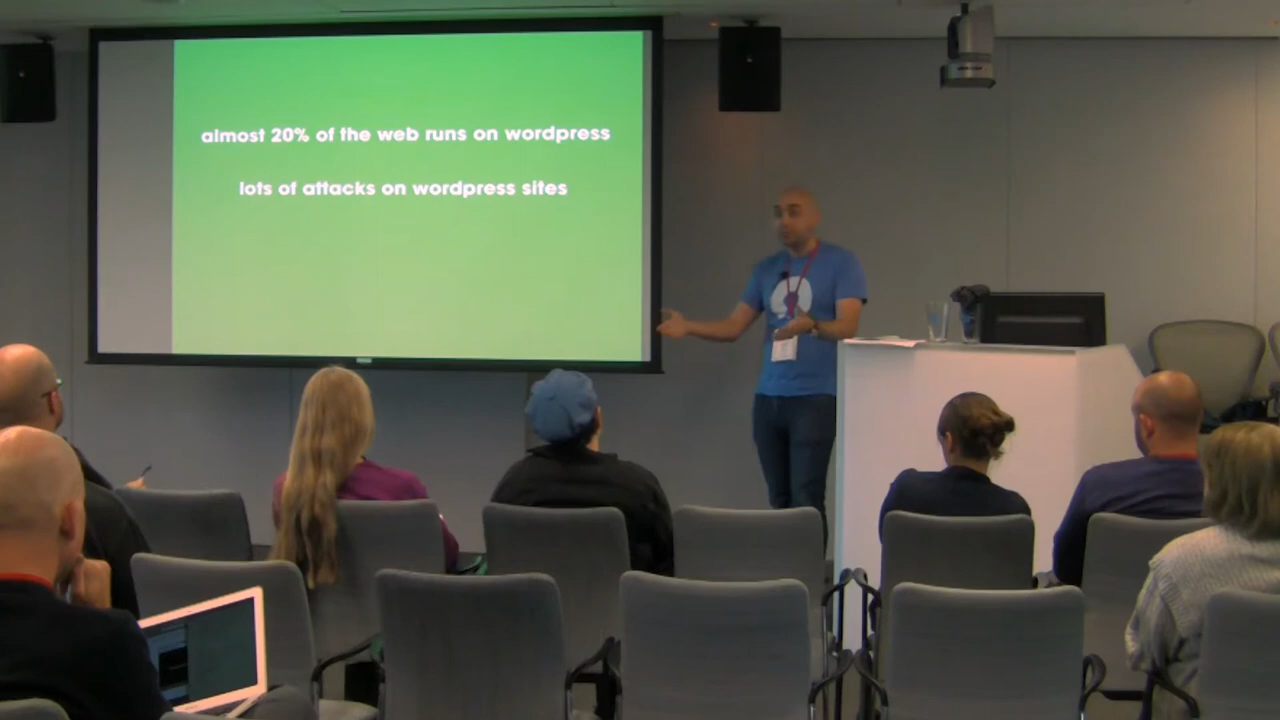 almost 20% of the web runs on wordpress
lots of attacks on wordpress sites